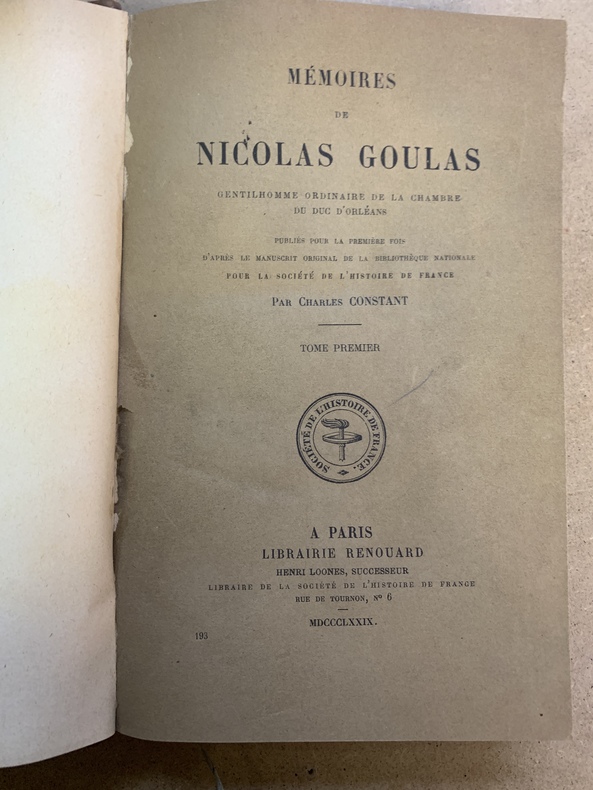 MÉMOIRES
DE
NICOLAS GOULAS
GENTILHOMME ORDINAIRE DE LA CHAMBRE
DU DUC D'ORLÉANS
PUBLIÉS POUR LA PREMIÈRE FOIS
D'APRÈS LE MANUSCRIT ORIGINAL DE LA BIBLIOTHÈQUE NATIONALE
POUR LA SOCIÉTÉ DE L'HISTOIRE DE FRANCE
PAR CHARLES CONSTANT
TOME PREMIER
SOCIÉTÉ DE L'HISTOIRE DE FRANCE.
A PARIS
LIBRAIRIE RENOUARD
HENRI LOONES, SUCCESSEUR
LIBRAIRE DE LA SOCIÉTÉ DE L'HISTOIRE DE FRANCE
RUE DE TOURNON, Nº 6
MDCCCLXXIX.
193